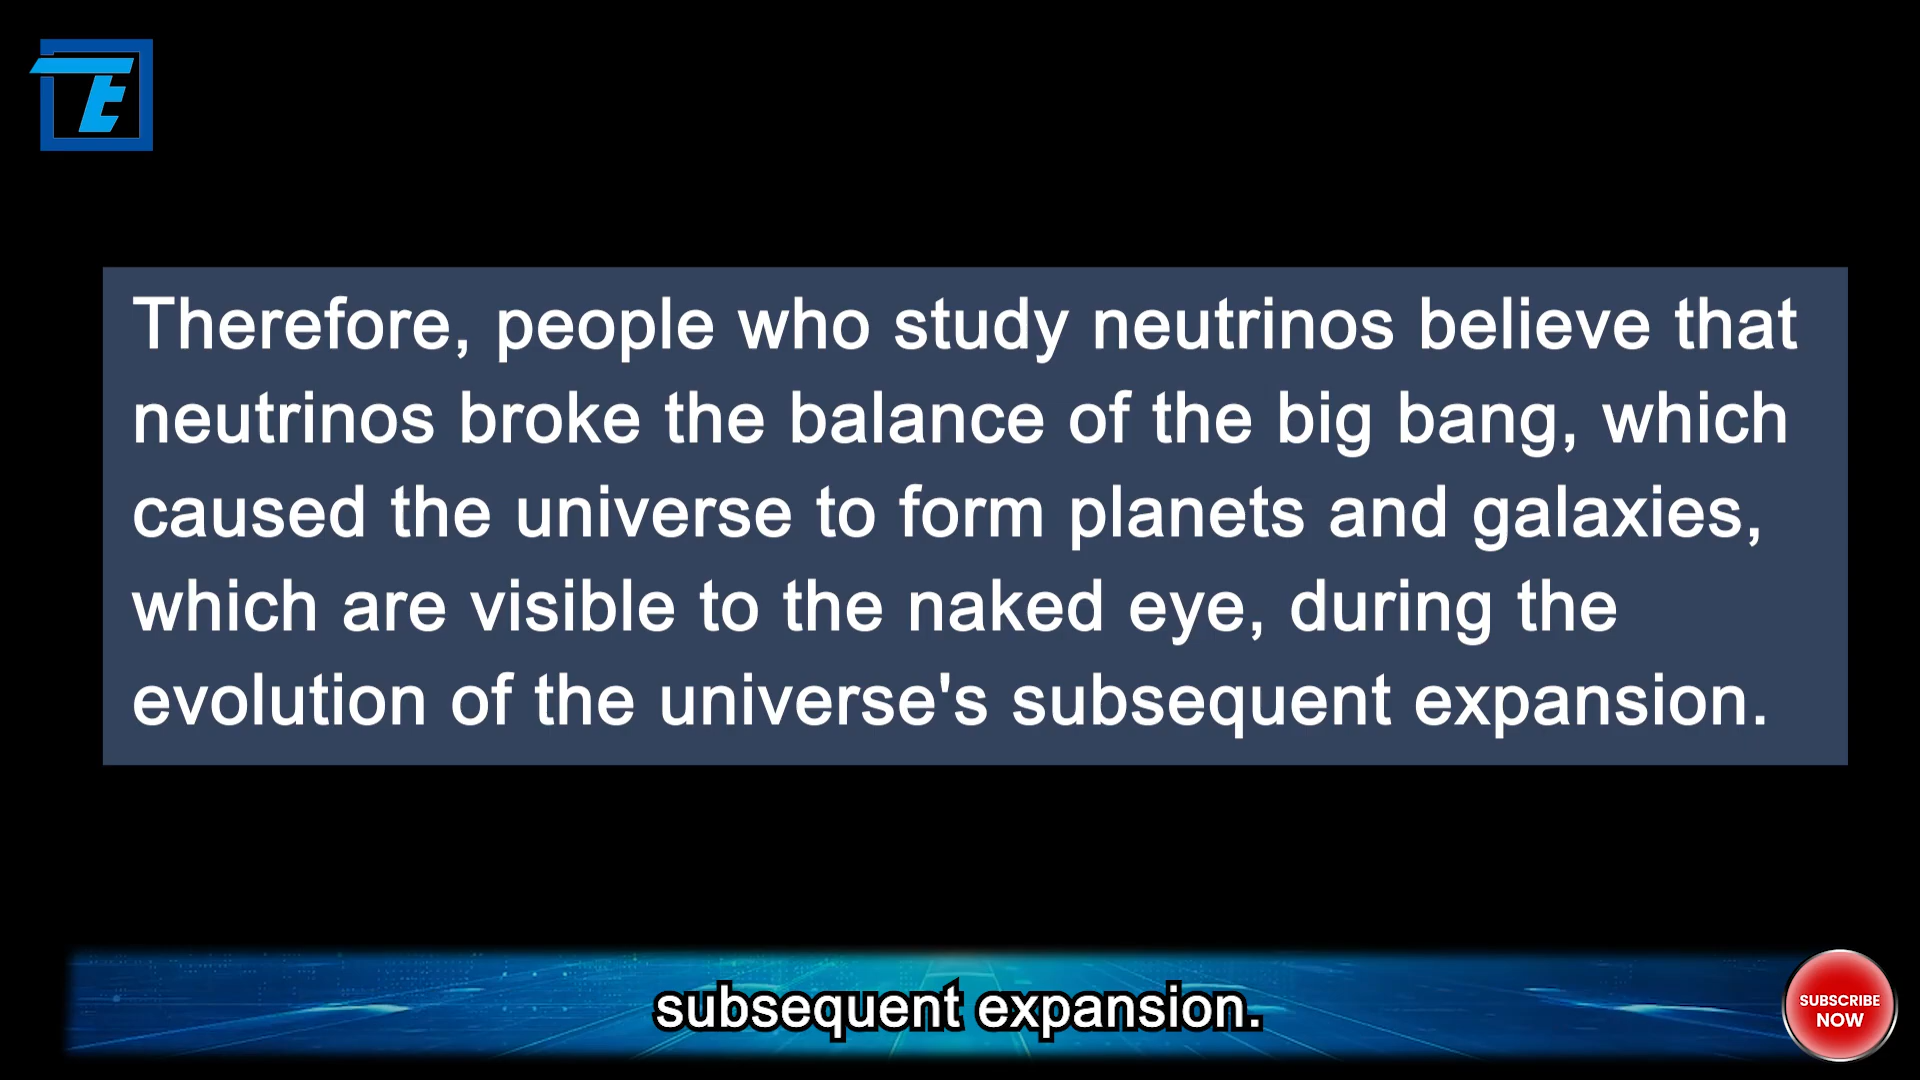 TE
Therefore, people who study neutrinos believe that
neutrinos broke the balance of the big bang, which
caused the universe to form planets and galaxies,
which are visible to the naked eye, during the
evolution of the universe's subsequent expansion.
subsequent expansion.
SUBSCRIBE
NOW